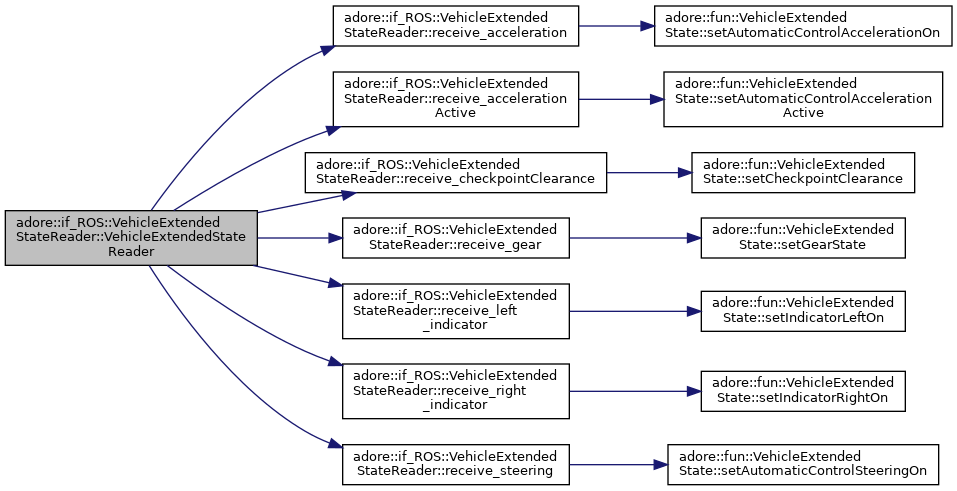 adore::if_ROS::VehicleExtended
StateReader::VehicleExtendedState
Reader
adore::if_ROS::VehicleExtended
StateReader::receive_acceleration
adore::fun::VehicleExtended
State::setAutomaticControlAccelerationOn
adore::if_ROS::VehicleExtended
StateReader::receive_acceleration
Active
adore::fun::VehicleExtended
State::setAutomaticControlAcceleration
Active
adore::if_ROS::VehicleExtended
StateReader::receive_checkpointClearance
adore::fun::VehicleExtended
State::setCheckpointClearance
adore::if_ROS::VehicleExtended
StateReader::receive_gear
adore::fun::VehicleExtended
State::setGearState
adore::if_ROS::VehicleExtended
StateReader::receive_left
_indicator
adore::fun::VehicleExtended
State::setIndicatorLeftOn
adore::if_ROS::VehicleExtended
StateReader::receive_right
_indicator
adore::fun::VehicleExtended
State::setIndicatorRightOn
adore::if_ROS::VehicleExtended
StateReader::receive_steering
adore::fun::VehicleExtended
State::setAutomaticControlSteeringOn